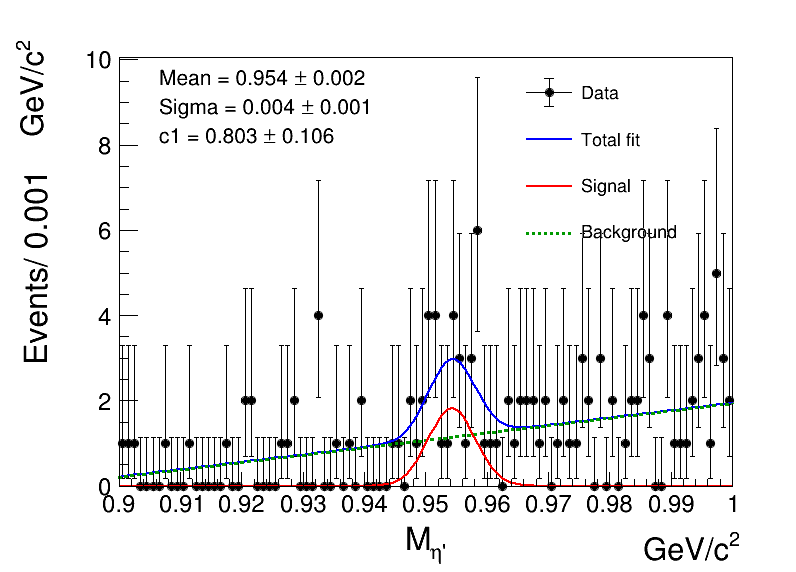 Mean = 0.954 ± 0.002
Sigma = 0.004 ± 0.001
c1 = 0.803 ± 0.106
Data
Total fit
Signal
Background
Events/ 0.001 GeV/c²
10
8
6
4
2
0
0.9 0.91 0.92 0.93 0.94 0.95 0.96 0.97 0.98 0.99 1
Mη'
GeV/c²